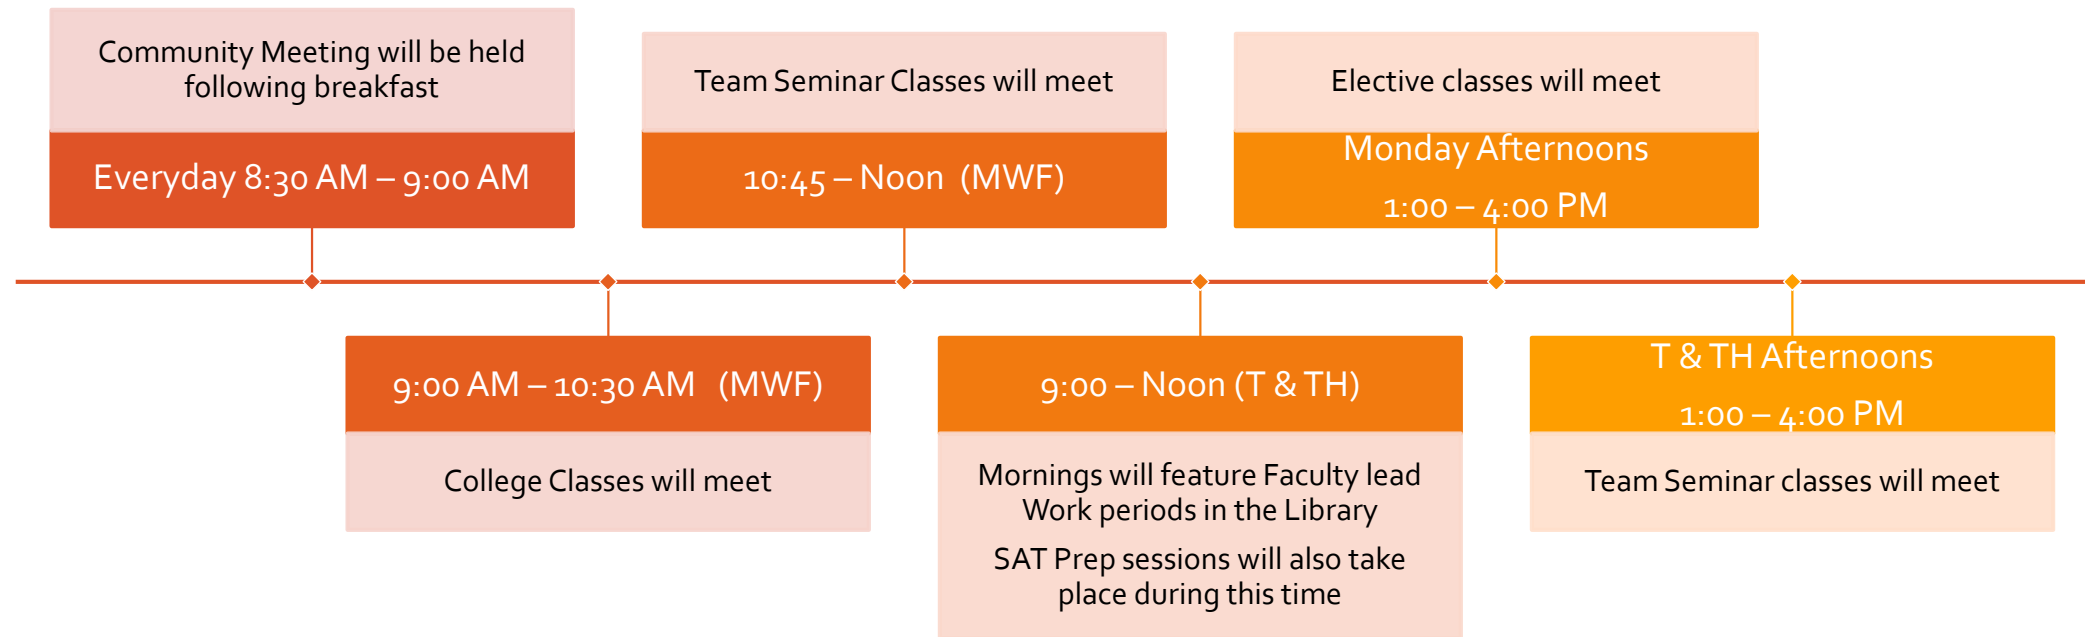 Community Meeting will be held
following breakfast
Everyday 8:30 AM – 9:00 AM
9:00 AM – 10:30 AM (MWF)
College Classes will meet
Team Seminar Classes will meet
10:45 – Noon (MWF)
9:00 – Noon (T & TH)
Mornings will feature Faculty lead
Work periods in the Library
SAT Prep sessions will also take
place during this time
Elective classes will meet
Monday Afternoons
1:00 – 4:00 PM
T & TH Afternoons
1:00 – 4:00 PM
Team Seminar classes will meet